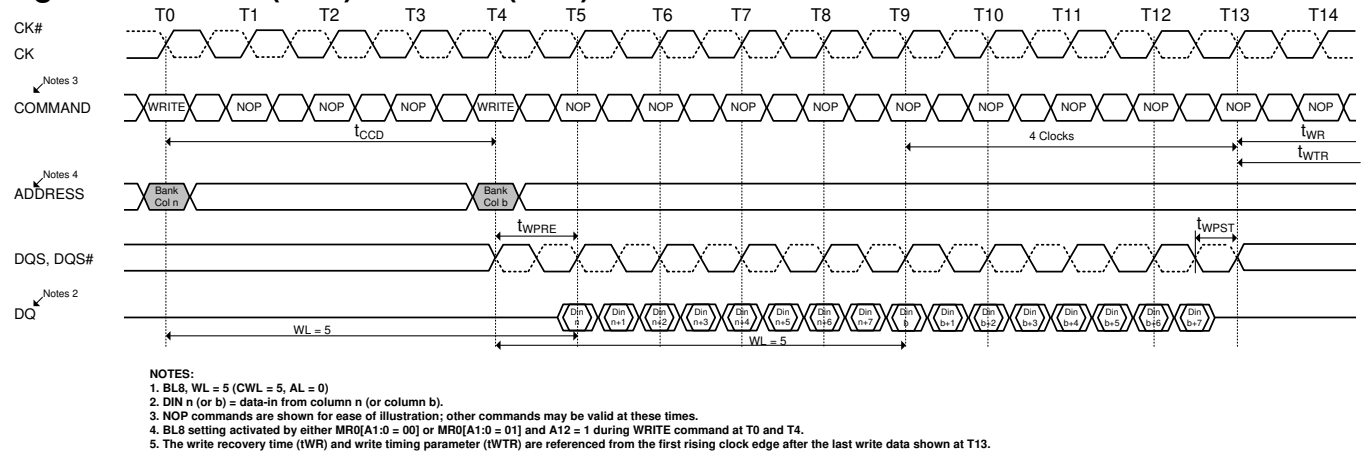 T0 T1 T2 T3 T4 T5 T6 T7 T8 T9 T10 T11 T12 T13 T14
CK#
CK
Notes 3
COMMAND WRITE NOP NOP NOP WRITE NOP NOP NOP NOP NOP NOP NOP NOP NOP NOP
tCCD 4 Clocks tWR
tWTR
Notes 4
ADDRESS
Bank Col n
Bank Col b
tWPRE tWPST
DQS, DQS#
Notes 2
DQ
Din n Din n+1 Din n+2 Din n+3 Din n+4 Din n+5 Din n+6 Din n+7 Din b Din b+1 Din b+2 Din b+3 Din b+4 Din b+5 Din b+6 Din b+7
WL = 5
WL = 5
NOTES:
1. BL8, WL = 5 (CWL = 5, AL = 0)
2. DIN n (or b) = data-in from column n (or column b).
3. NOP commands are shown for ease of illustration; other commands may be valid at these times.
4. BL8 setting activated by either MR0[A1:0 = 00] or MR0[A1:0 = 01] and A12 = 1 during WRITE command at T0 and T4.
5. The write recovery time (tWR) and write timing parameter (tWTR) are referenced from the first rising clock edge after the last write data shown at T13.